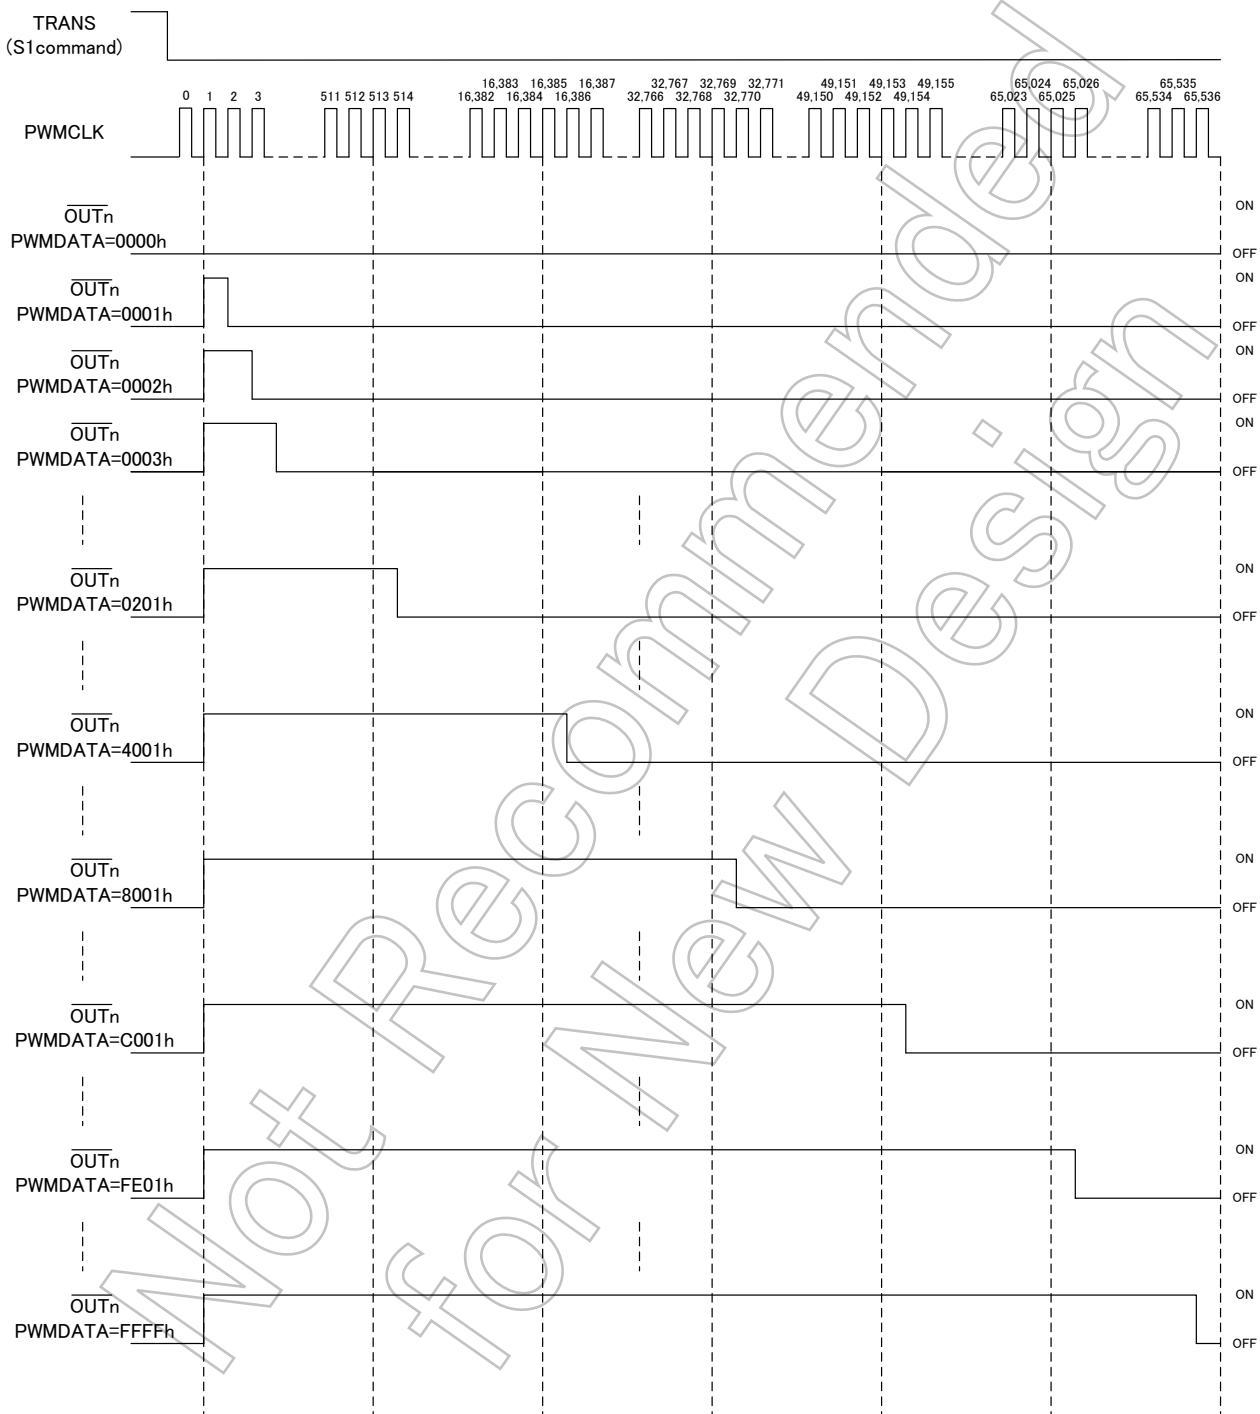 TRANS
(S1command)
16,383 16,385 16,387 32,767 32,769 32,771 49,151 49,153 49,155 65,024 65,026 65,535
0 1 2 3 511 512 513 514 16,382 16,384 16,386 32,766 32,768 32,770 49,150 49,152 49,154 65,023 65,025 65,534 65,536
PWMCLK
OUTn
PWMDATA=0000h
ON
OFF
OUTn
PWMDATA=0001h
ON
OFF
OUTn
PWMDATA=0002h
ON
OFF
OUTn
PWMDATA=0003h
ON
OFF
OUTn
PWMDATA=0201h
ON
OFF
OUTn
PWMDATA=4001h
ON
OFF
OUTn
PWMDATA=8001h
ON
OFF
OUTn
PWMDATA=C001h
ON
OFF
OUTn
PWMDATA=FE01h
ON
OFF
OUTn
PWMDATA=FFFFh
ON
OFF
Not Recommended
for New Design